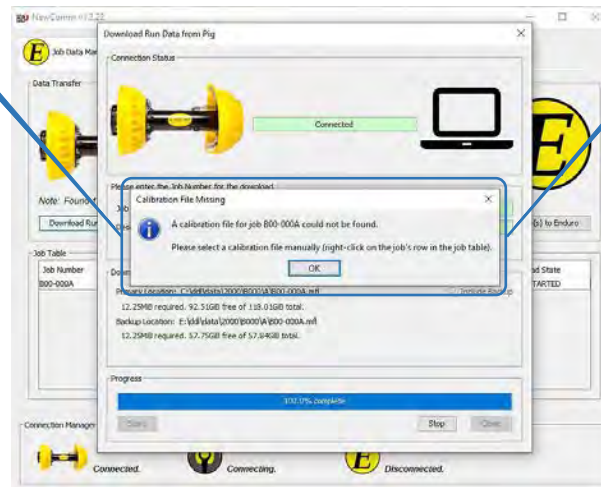 NewComm v13.22
Download Run Data from Pig
Job Data Mar
Connection Status
Data Transfer
Connected
Please enter the Job Number for the download.
Note: Found
Job
Download Ru
(s) to Enduro
Calibration File Missing
A calibration file for job B00-000A could not be found.
Please select a calibration file manually (right-click on the job's row in the job table).
OK
Job Table
Job Number
ad State
B00-000A
TARTED
Primary Location: C:\ddl\data\2000\B000\A\B00-000A.mfl
Include Backup
12.25MB required. 92.51GB free of 118.01GB total.
Backup Location: E:\ddl\data\2000\B000\A\B00-000A.mfl
12.25MB required. 57.75GB free of 57.84GB total.
Progress
100.0% complete
Start
Stop
Close
Connection Manager
Connected.
Connecting.
Disconnected.